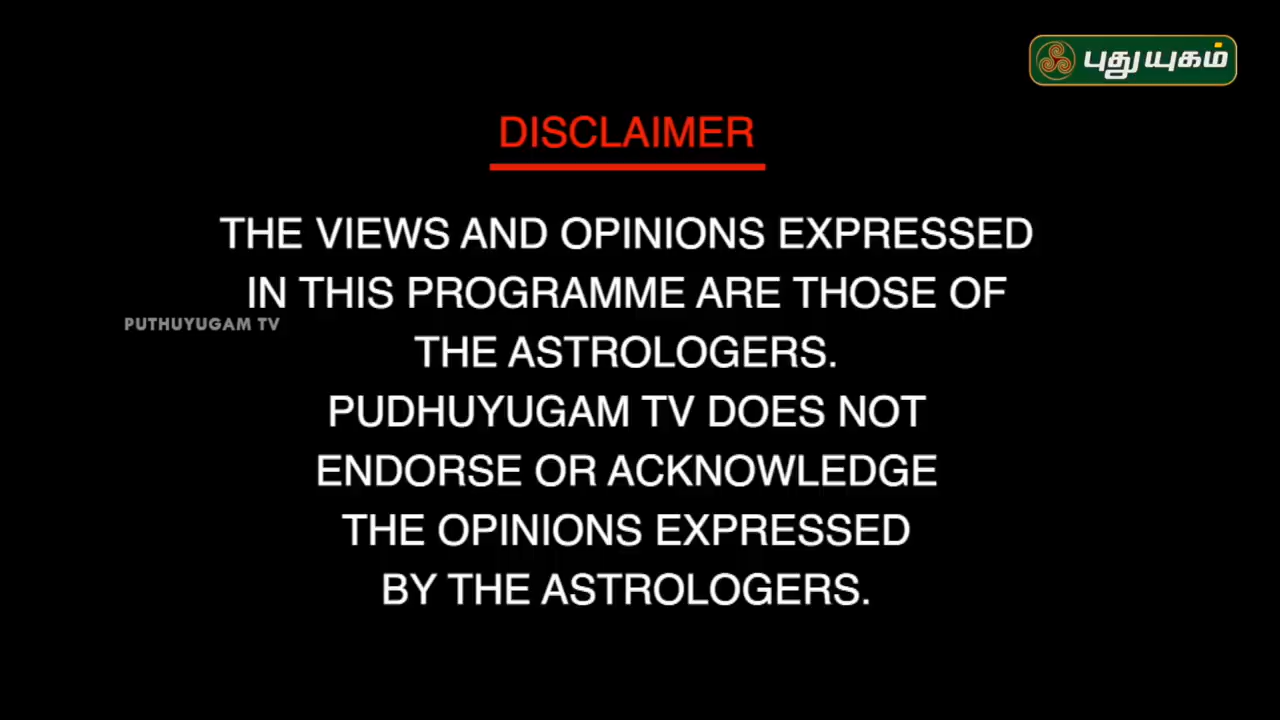 புதுயுகம்
DISCLAIMER
THE VIEWS AND OPINIONS EXPRESSED
IN THIS PROGRAMME ARE THOSE OF
PUTHUYUGAM TV
THE ASTROLOGERS.
PUDHUYUGAM TV DOES NOT
ENDORSE OR ACKNOWLEDGE
THE OPINIONS EXPRESSED
BY THE ASTROLOGERS.